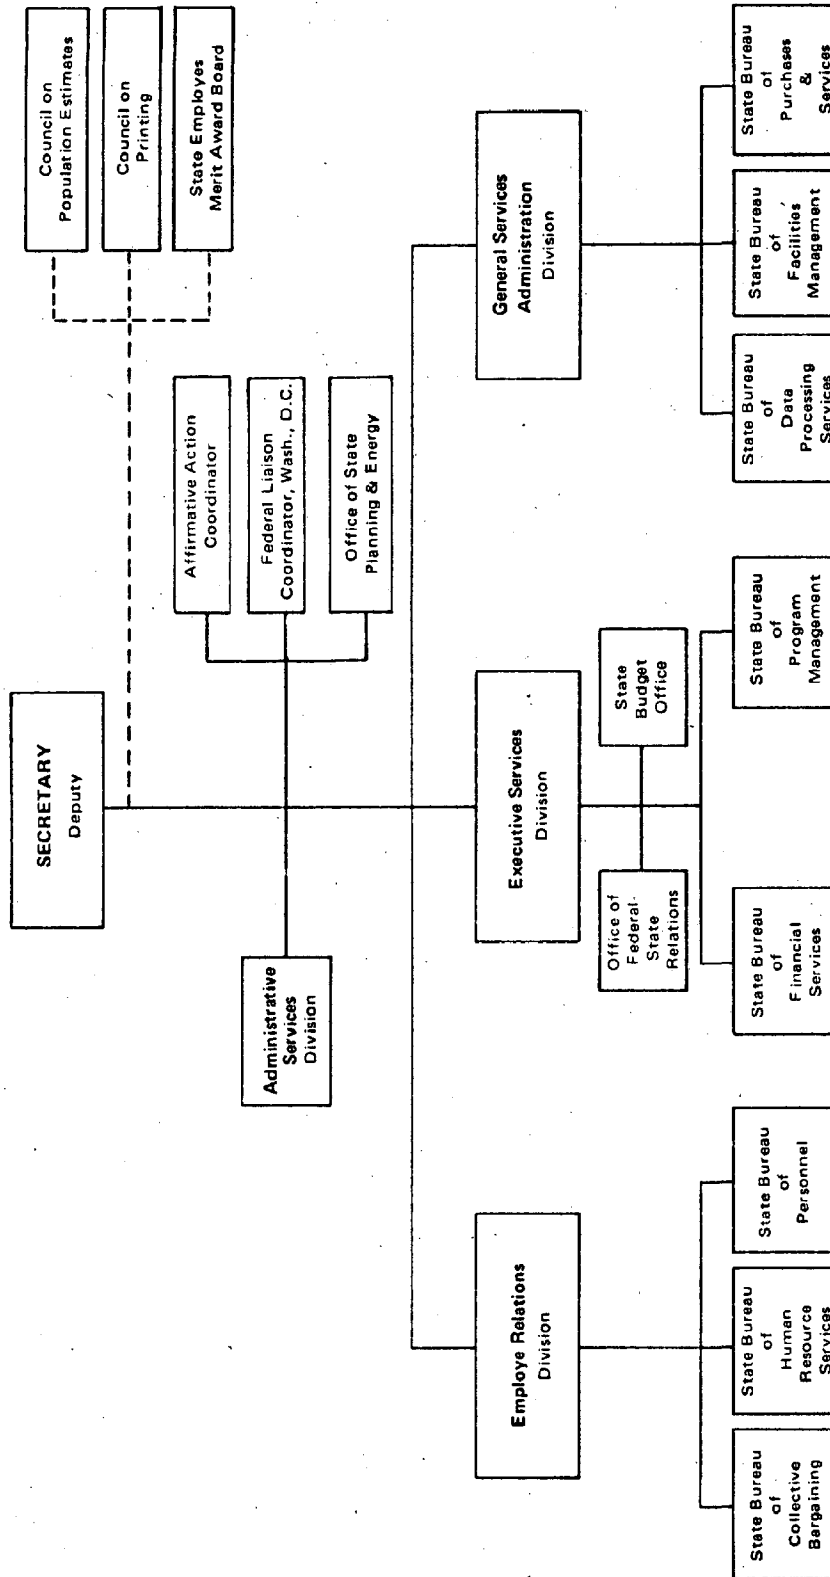 SECRETARY
Deputy
Council on
Population Estimates
Council on
Printing
State Employes
Merit Award Board
Administrative
Services
Division
Affirmative Action
Coordinator
Federal Liaison
Coordinator, Wash., D.C.
Office of State
Planning & Energy
Employe Relations
Division
Executive Services
Division
General Services
Administration
Division
Office of
Federal-
State
Relations
State
Budget
Office
State Bureau
of
Collective
Bargaining
State Bureau
of
Human
Resource
Services
State Bureau
of
Personnel
State Bureau
of
Financial
Services
State Bureau
of
Program
Management
State Bureau
of
Data
Processing
Services
State Bureau
of
Facilities
Management
State Bureau
of
Purchases
&
Services